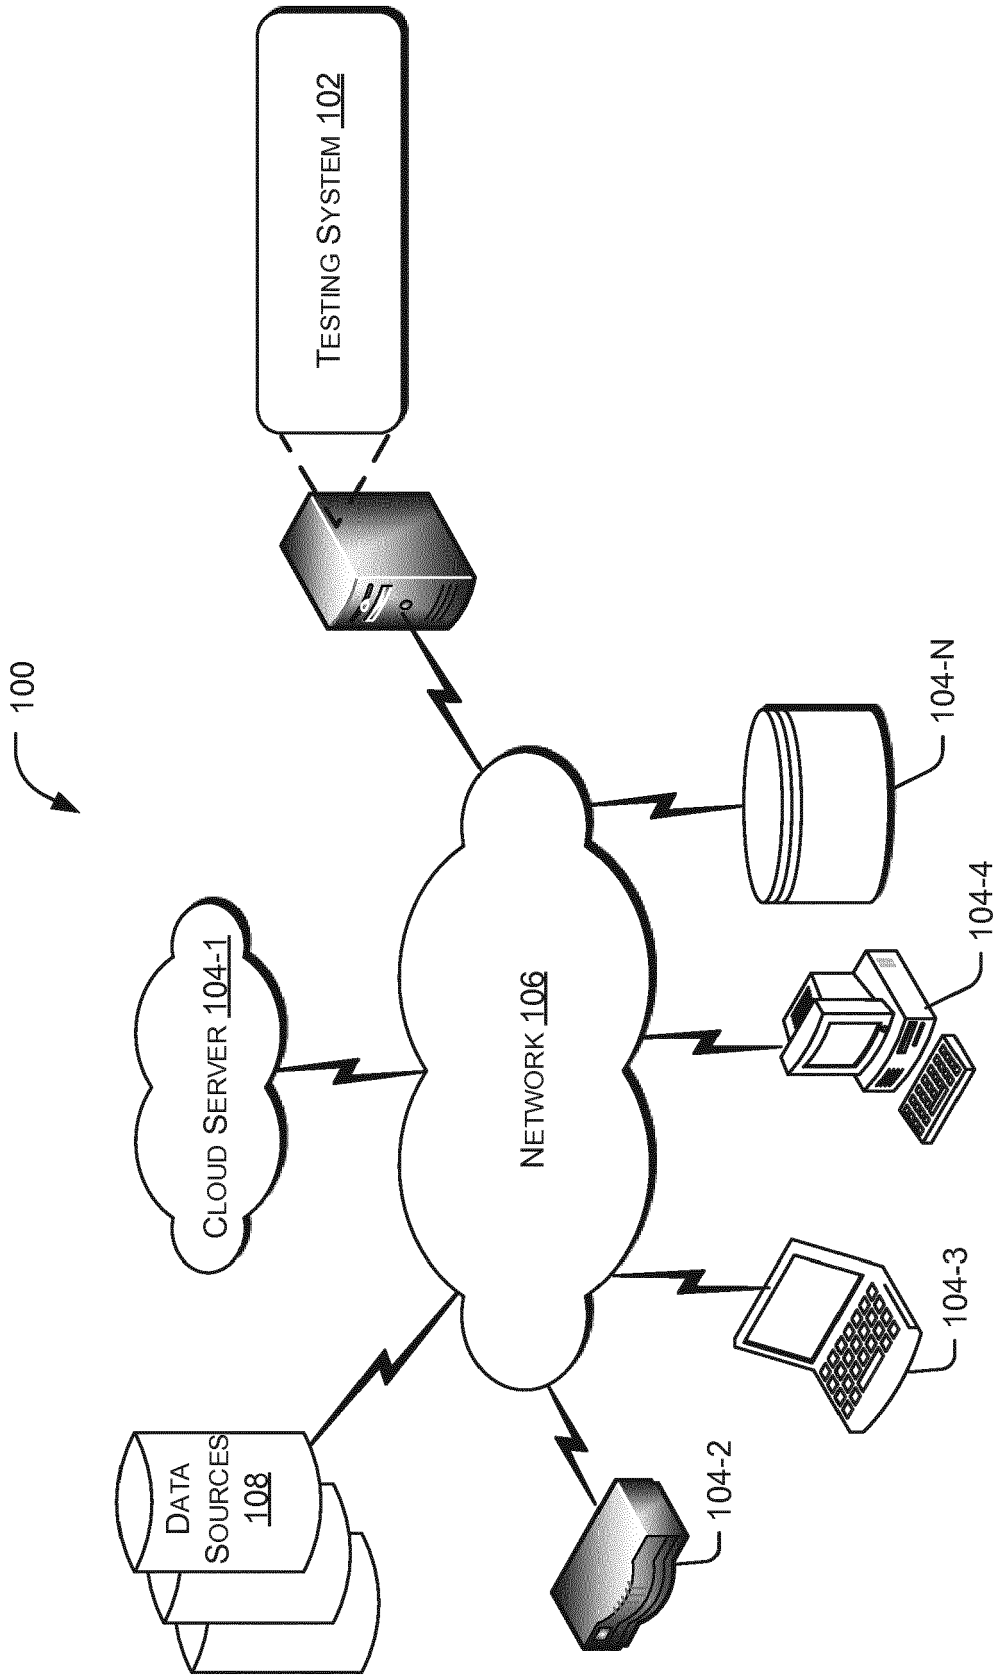 100
DATA
SOURCES
108
CLOUD SERVER 104-1
TESTING SYSTEM 102
NETWORK 106
104-2
104-3
104-4
104-N